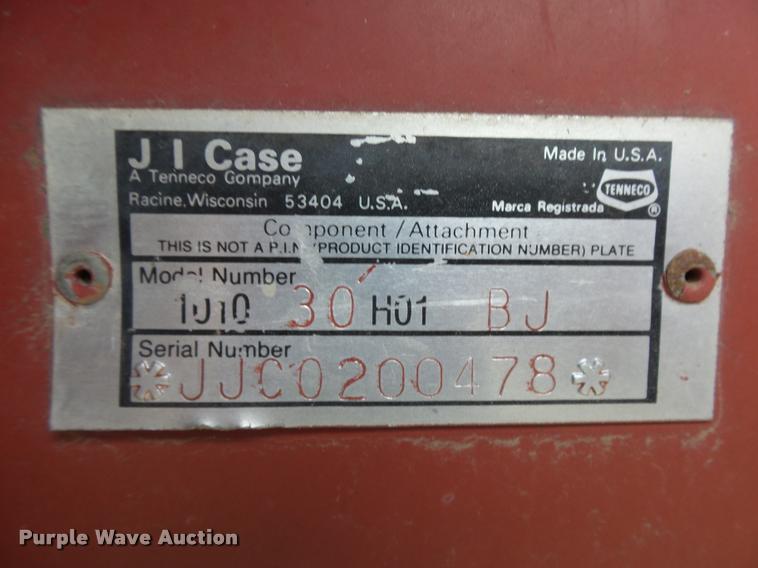 J I Case
A Tenneco Company
Racine, Wisconsin 53404 U.S.A.
Made in U.S.A.
TENNECO
Marca Registrada ®
Component / Attachment
THIS IS NOT A P.I.N. (PRODUCT IDENTIFICATION NUMBER) PLATE
Model Number
1010 30' H01 BJ
Serial Number
*JJC0200478*
Purple Wave Auction